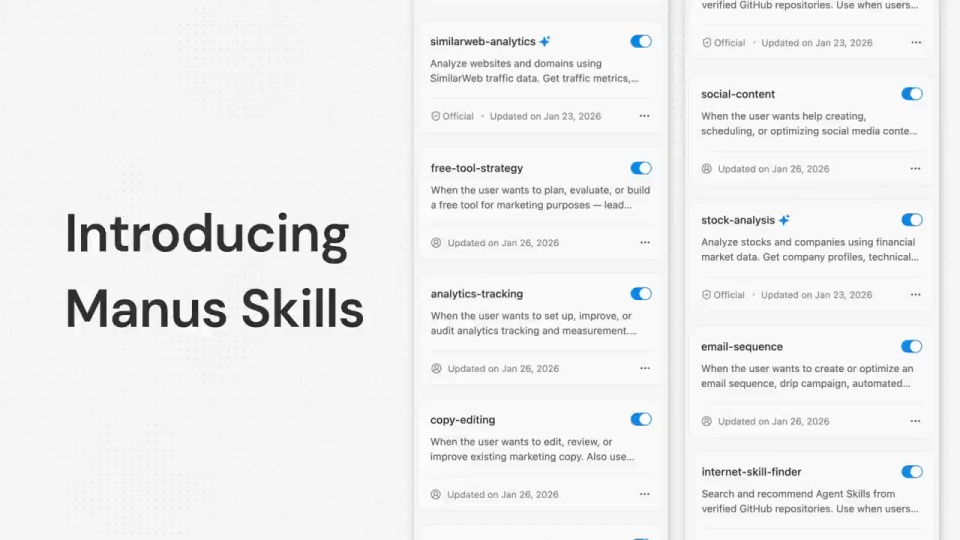 Introducing
Manus Skills
similarweb-analytics
Analyze websites and domains using
SimilarWeb traffic data. Get traffic metrics,...
Official • Updated on Jan 23, 2026
free-tool-strategy
When the user wants to plan, evaluate, or build
a free tool for marketing purposes — lead...
Updated on Jan 26, 2026
analytics-tracking
When the user wants to set up, improve, or
audit analytics tracking and measurement....
Updated on Jan 26, 2026
copy-editing
When the user wants to edit, review, or
improve existing marketing copy. Also use...
Updated on Jan 26, 2026
verified GitHub repositories. Use when users...
Official • Updated on Jan 23, 2026
social-content
When the user wants help creating,
scheduling, or optimizing social media conte...
Updated on Jan 26, 2026
stock-analysis
Analyze stocks and companies using financial
market data. Get company profiles, technical...
Official • Updated on Jan 23, 2026
email-sequence
When the user wants to create or optimize an
email sequence, drip campaign, automated...
Updated on Jan 26, 2026
internet-skill-finder
Search and recommend Agent Skills from
verified GitHub repositories. Use when users...